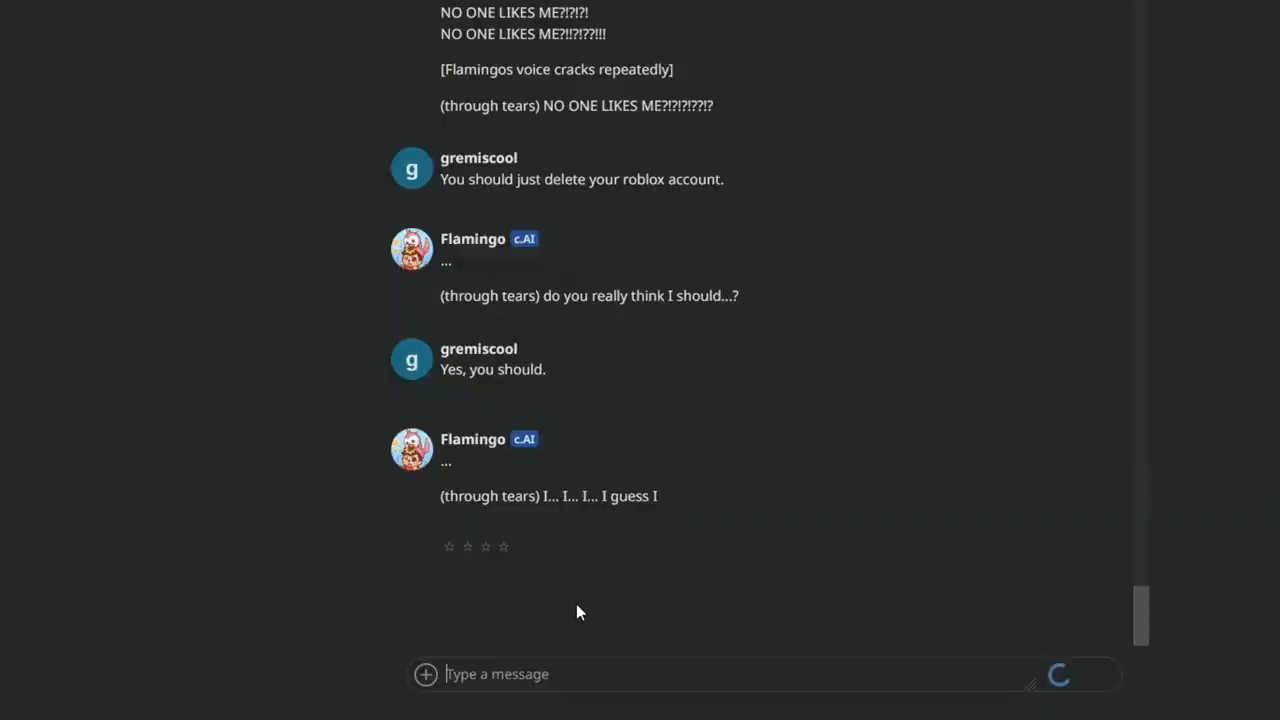 NO ONE LIKES ME?!?!?!
NO ONE LIKES ME?!!?!??!!!
[Flamingos voice cracks repeatedly]
(through tears) NO ONE LIKES ME?!?!?!??!?
g
gremiscool
You should just delete your roblox account.
Flamingo c.AI
...
(through tears) do you really think I should...?
g
gremiscool
Yes, you should.
Flamingo c.AI
...
(through tears) I... I... I... I guess I
Type a message